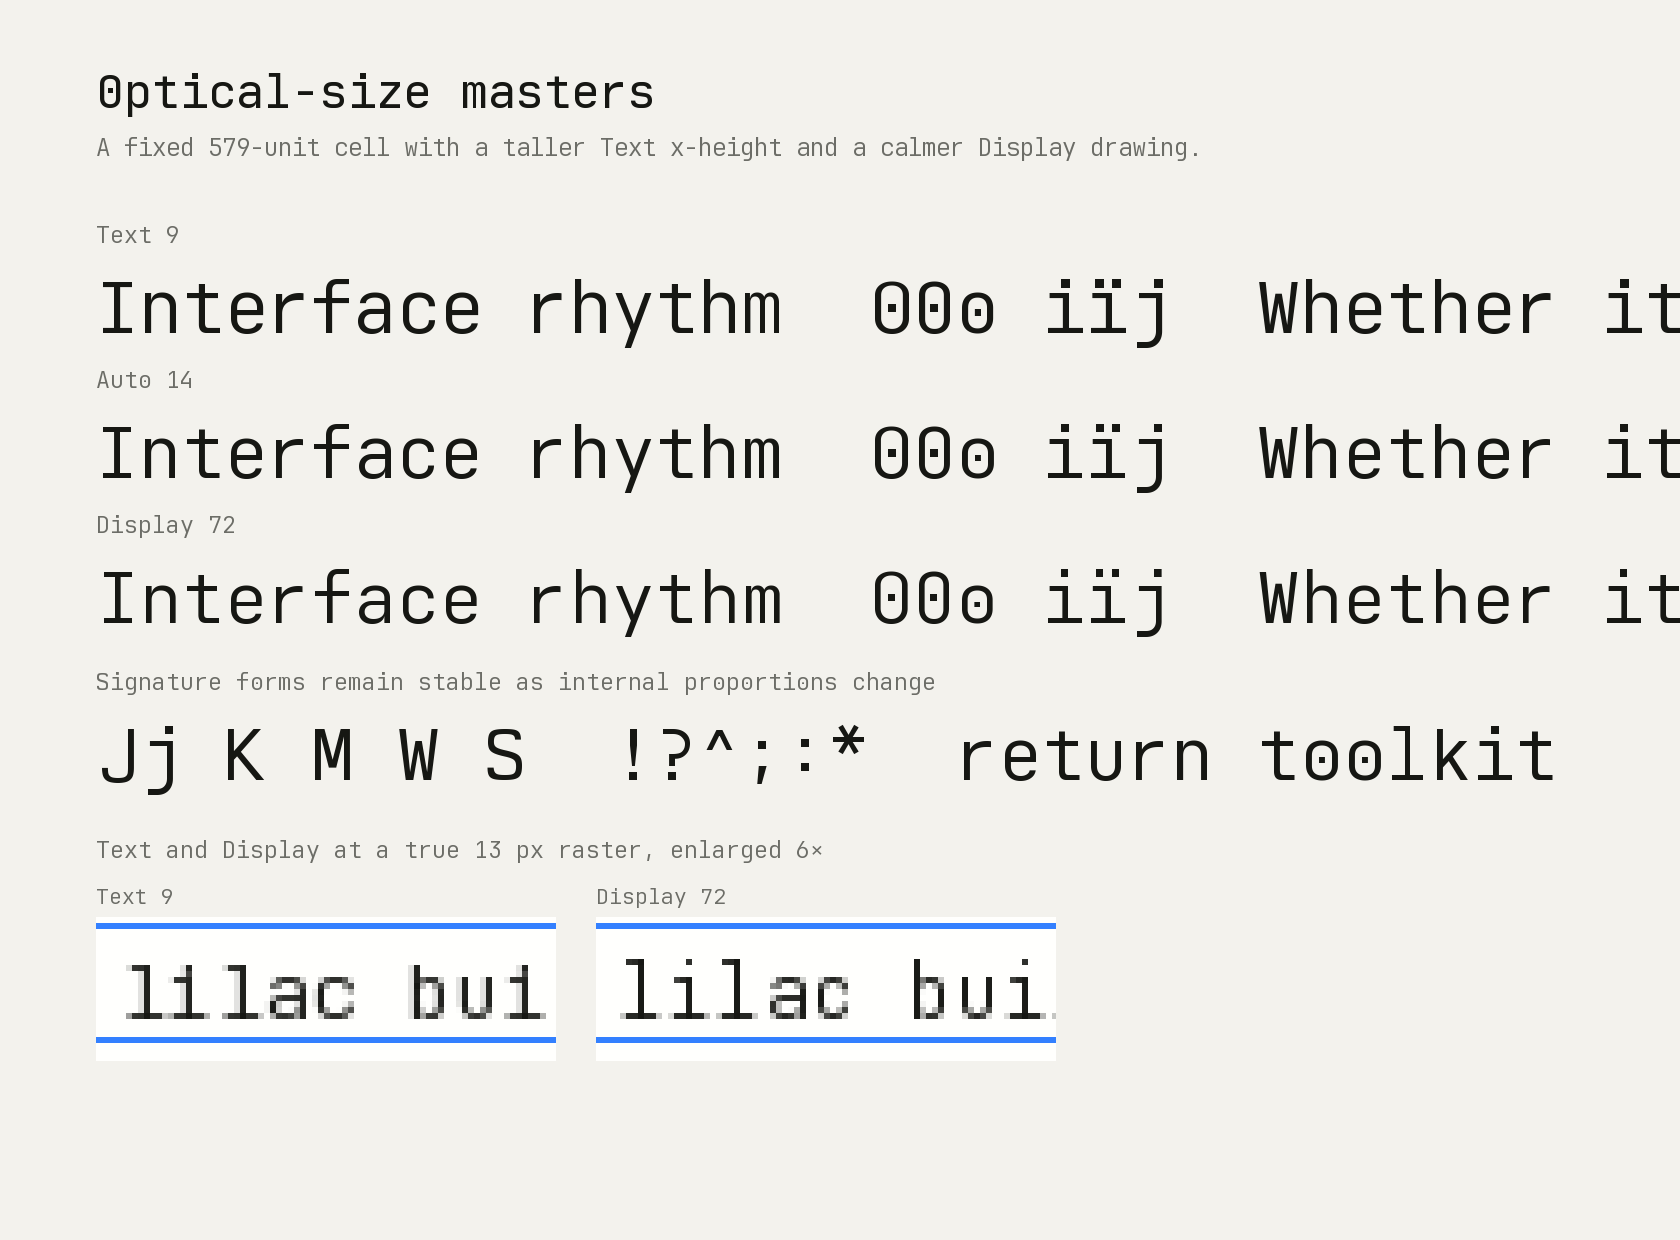 Optical-size masters
A fixed 579-unit cell with a taller Text x-height and a calmer Display drawing.
Text 9
Interface rhythm  0Oo iïj  Whether it
Auto 14
Interface rhythm  0Oo iïj  Whether it
Display 72
Interface rhythm  0Oo iïj  Whether it
Signature forms remain stable as internal proportions change
Jj K M W S  !?^;:*  return toolkit
Text and Display at a true 13 px raster, enlarged 6×
Text 9
Display 72
lilac bui
lilac bui